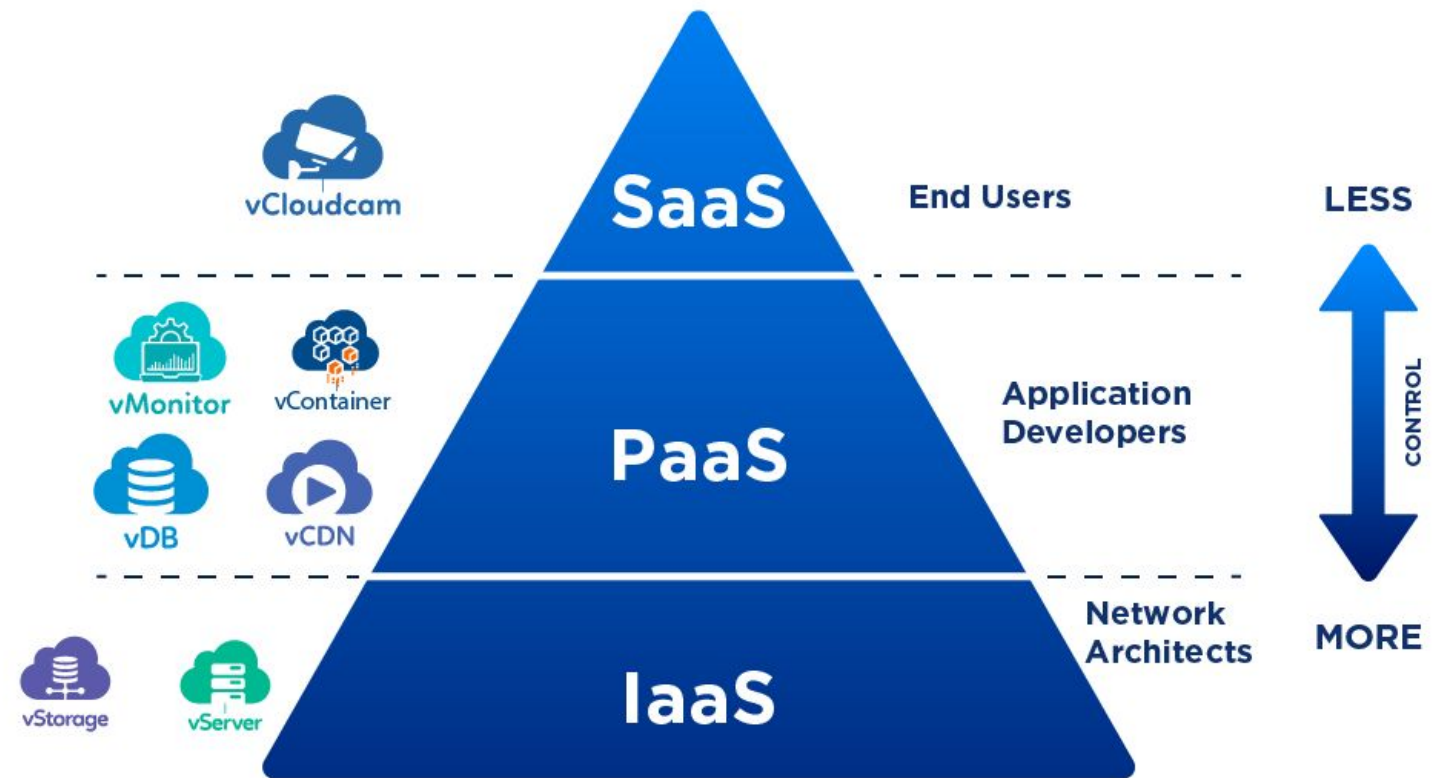 vCloudcam
SaaS
End Users
LESS
vMonitor
vContainer
vDB
vCDN
PaaS
Application
Developers
CONTROL
vStorage
vServer
IaaS
Network
Architects
MORE